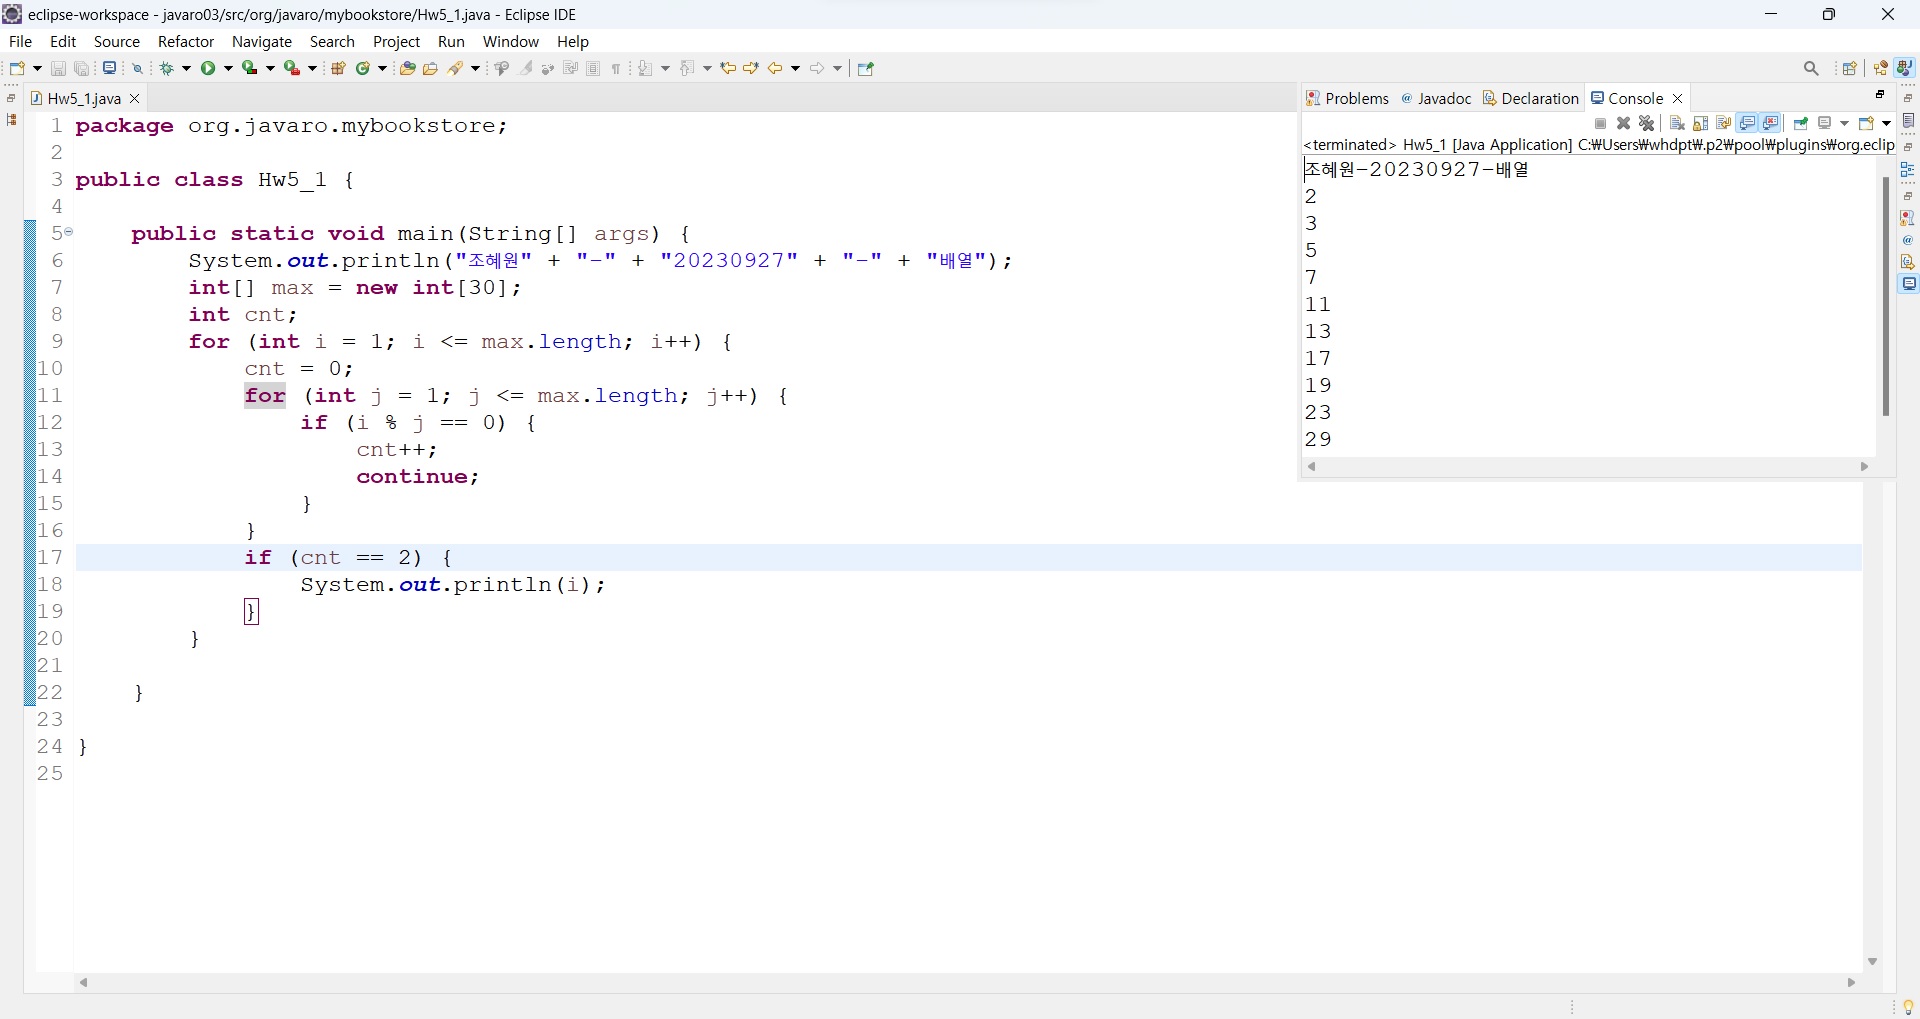 eclipse-workspace - javaro03/src/org/javaro/mybookstore/Hw5_1.java - Eclipse IDE
File Edit Source Refactor Navigate Search Project Run Window Help
Hw5_1.java
1 package org.javaro.mybookstore;
2
3 public class Hw5_1 {
4
5 public static void main(String[] args) {
6 System.out.println("조혜원" + "-" + "20230927" + "-" + "배열");
7 int[] max = new int[30];
8 int cnt;
9 for (int i = 1; i <= max.length; i++) {
10 cnt = 0;
11 for (int j = 1; j <= max.length; j++) {
12 if (i % j == 0) {
13 cnt++;
14 continue;
15 }
16 }
17 if (cnt == 2) {
18 System.out.println(i);
19 }
20 }
21
22 }
23
24 }
25
Problems @ Javadoc Declaration Console
<terminated> Hw5_1 [Java Application] C:₩Users₩whdpt₩.p2₩pool₩plugins₩org.eclip
조혜원-20230927-배열
2
3
5
7
11
13
17
19
23
29